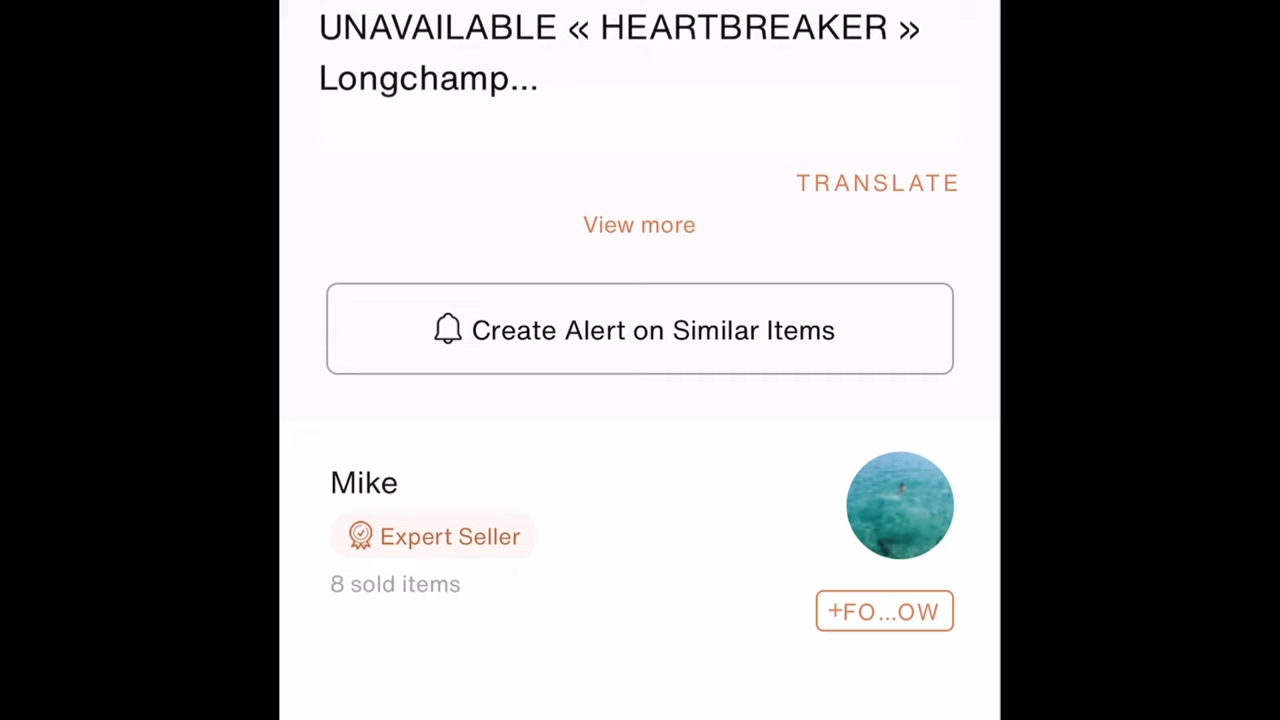 UNAVAILABLE « HEARTBREAKER »
Longchamp...
TRANSLATE
View more
Create Alert on Similar Items
Mike
Expert Seller
8 sold items
+FO...OW